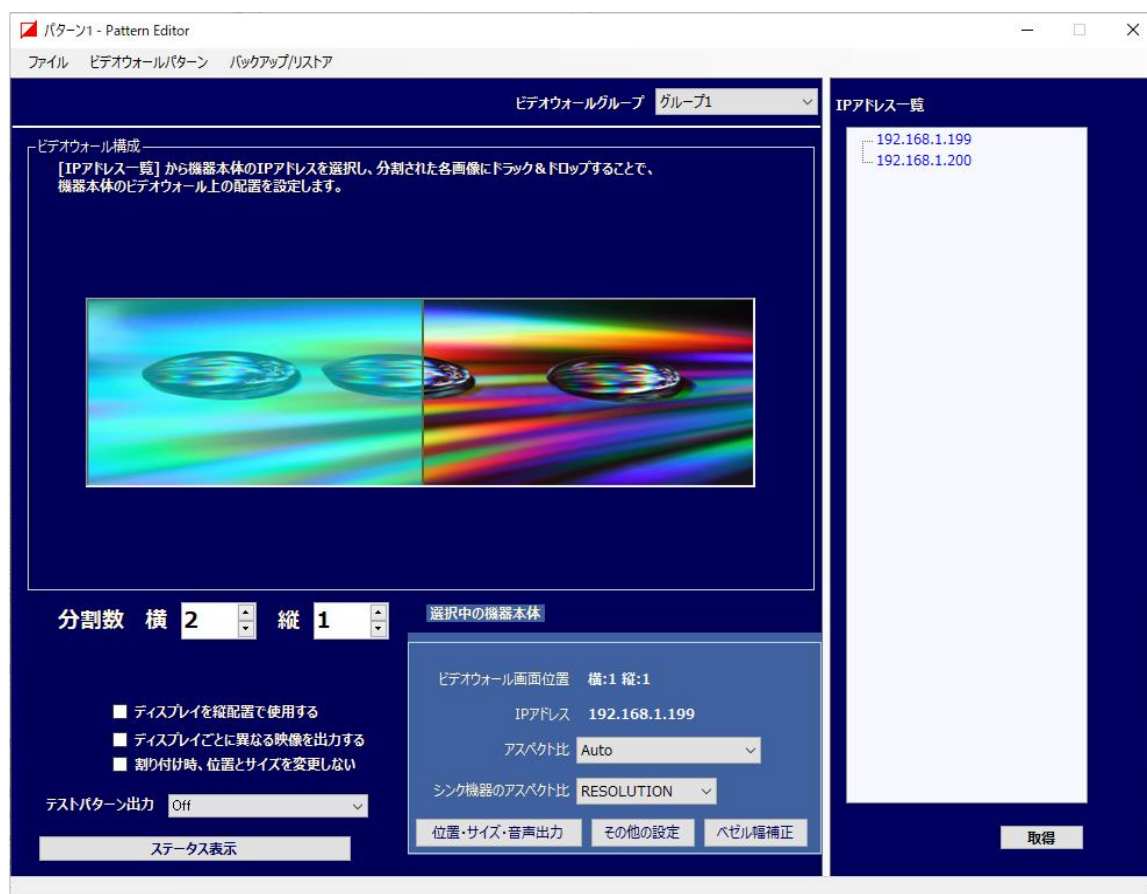 パターン1 - Pattern Editor
ファイル ビデオウォールパターン バックアップ/リストア
ビデオウォールグループ グループ1
IPアドレス一覧
192.168.1.199
192.168.1.200
ビデオウォール構成
[IPアドレス一覧] から機器本体のIPアドレスを選択し、分割された各画像にドラック＆ドロップすることで、
機器本体のビデオウォール上の配置を設定します。
分割数 横 2 縦 1
ディスプレイを縦配置で使用する
ディスプレイごとに異なる映像を出力する
割り付け時、位置とサイズを変更しない
テストパターン出力 Off
ステータス表示
選択中の機器本体
ビデオウォール画面位置 横:1 縦:1
IPアドレス 192.168.1.199
アスペクト比 Auto
シンク機器のアスペクト比 RESOLUTION
位置・サイズ・音声出力 その他の設定 ベゼル幅補正
取得